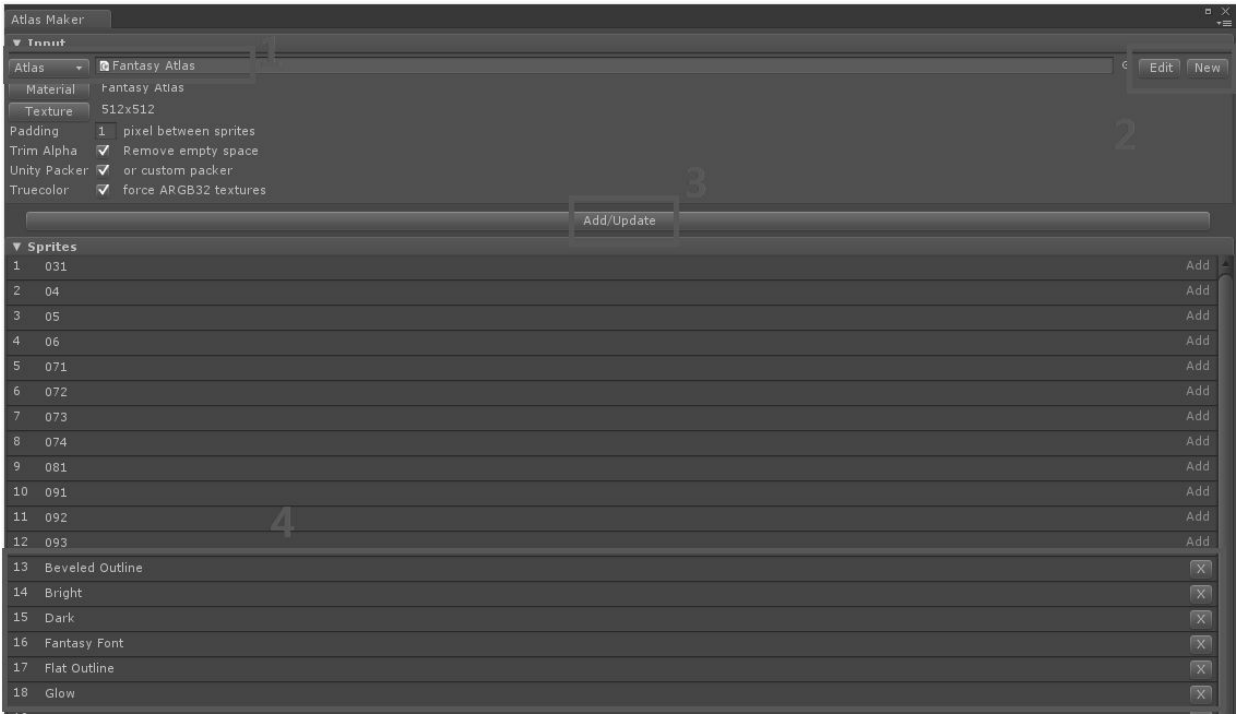 Atlas Maker
▼ Input
1
Atlas Fantasy Atlas Edit New
Material Fantasy Atlas
Texture 512x512
2
Padding 1 pixel between sprites
Trim Alpha Remove empty space
Unity Packer or custom packer
Truecolor force ARGB32 textures
3
Add/Update
▼ Sprites
1 031 Add
2 04 Add
3 05 Add
4 06 Add
5 071 Add
6 072 Add
7 073 Add
8 074 Add
9 081 Add
10 091 Add
11 092 Add
4
12 093 Add
13 Beveled Outline X
14 Bright X
15 Dark X
16 Fantasy Font X
17 Flat Outline X
18 Glow X